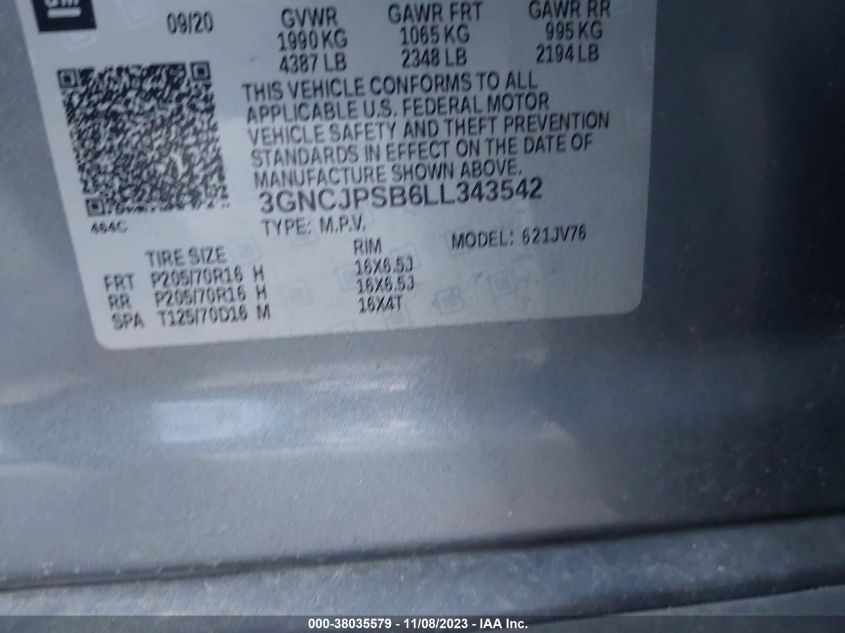 GM
09/20 GVWR GAWR FRT GAWR RR
1990 KG 1065 KG 995 KG
4387 LB 2348 LB 2194 LB
THIS VEHICLE CONFORMS TO ALL
APPLICABLE U.S. FEDERAL MOTOR
VEHICLE SAFETY AND THEFT PREVENTION
STANDARDS IN EFFECT ON THE DATE OF
MANUFACTURE SHOWN ABOVE.
3GNCJPSB6LL343542
464C
TYPE: M.P.V. MODEL: 621JV76
TIRE SIZE RIM
FRT P205/70R16 H 16X6.5J
RR P205/70R16 H 16X6.5J
SPA T125/70D16 M 16X4T
000-38035579 - 11/08/2023 - IAA Inc.